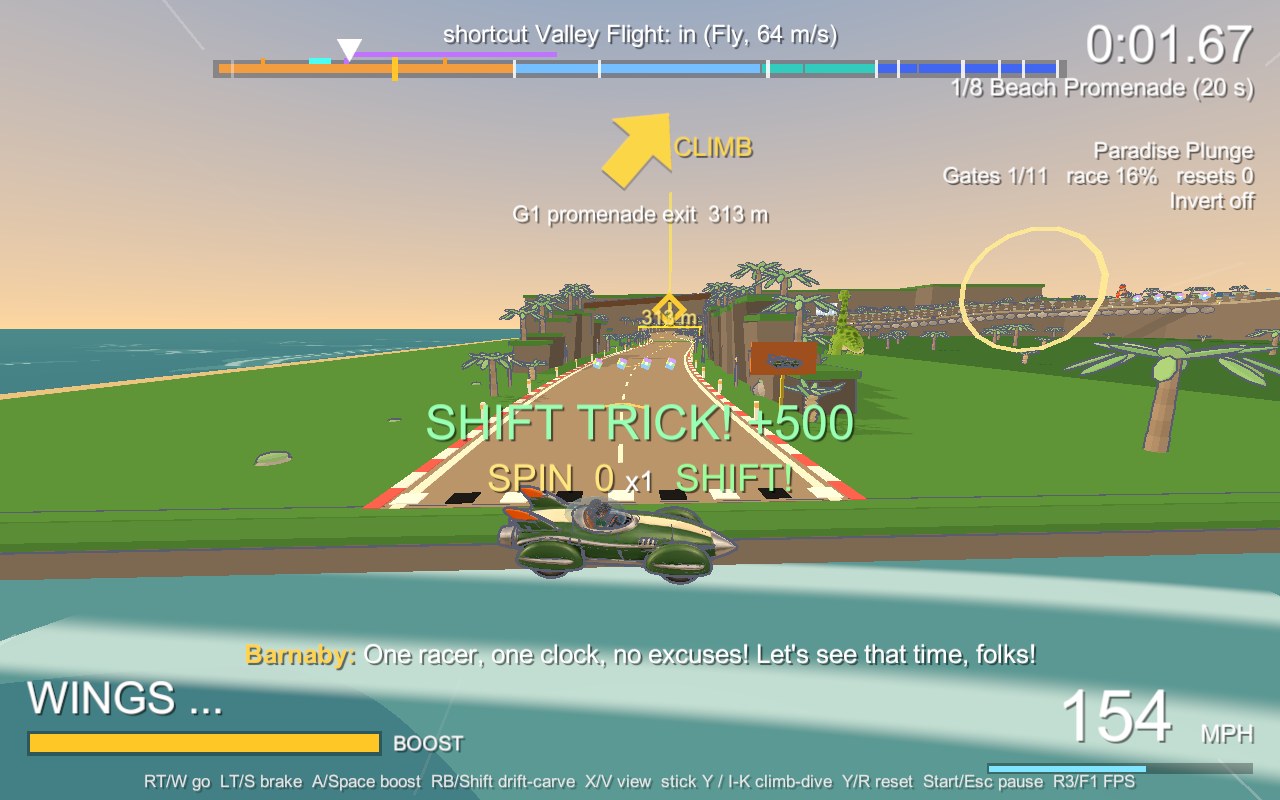 shortcut Valley Flight: in (Fly, 64 m/s)
0:01.67
1/8 Beach Promenade (20 s)
CLIMB
Paradise Plunge
Gates 1/11 race 16% resets 0
Invert off
G1 promenade exit 313 m
313 m
SHIFT TRICK! +500
SPIN 0 x1 SHIFT!
Barnaby: One racer, one clock, no excuses! Let's see that time, folks!
WINGS ...
BOOST
154 MPH
RT/W go LT/S brake A/Space boost RB/Shift drift-carve X/V view stick Y / I-K climb-dive Y/R reset Start/Esc pause R3/F1 FPS